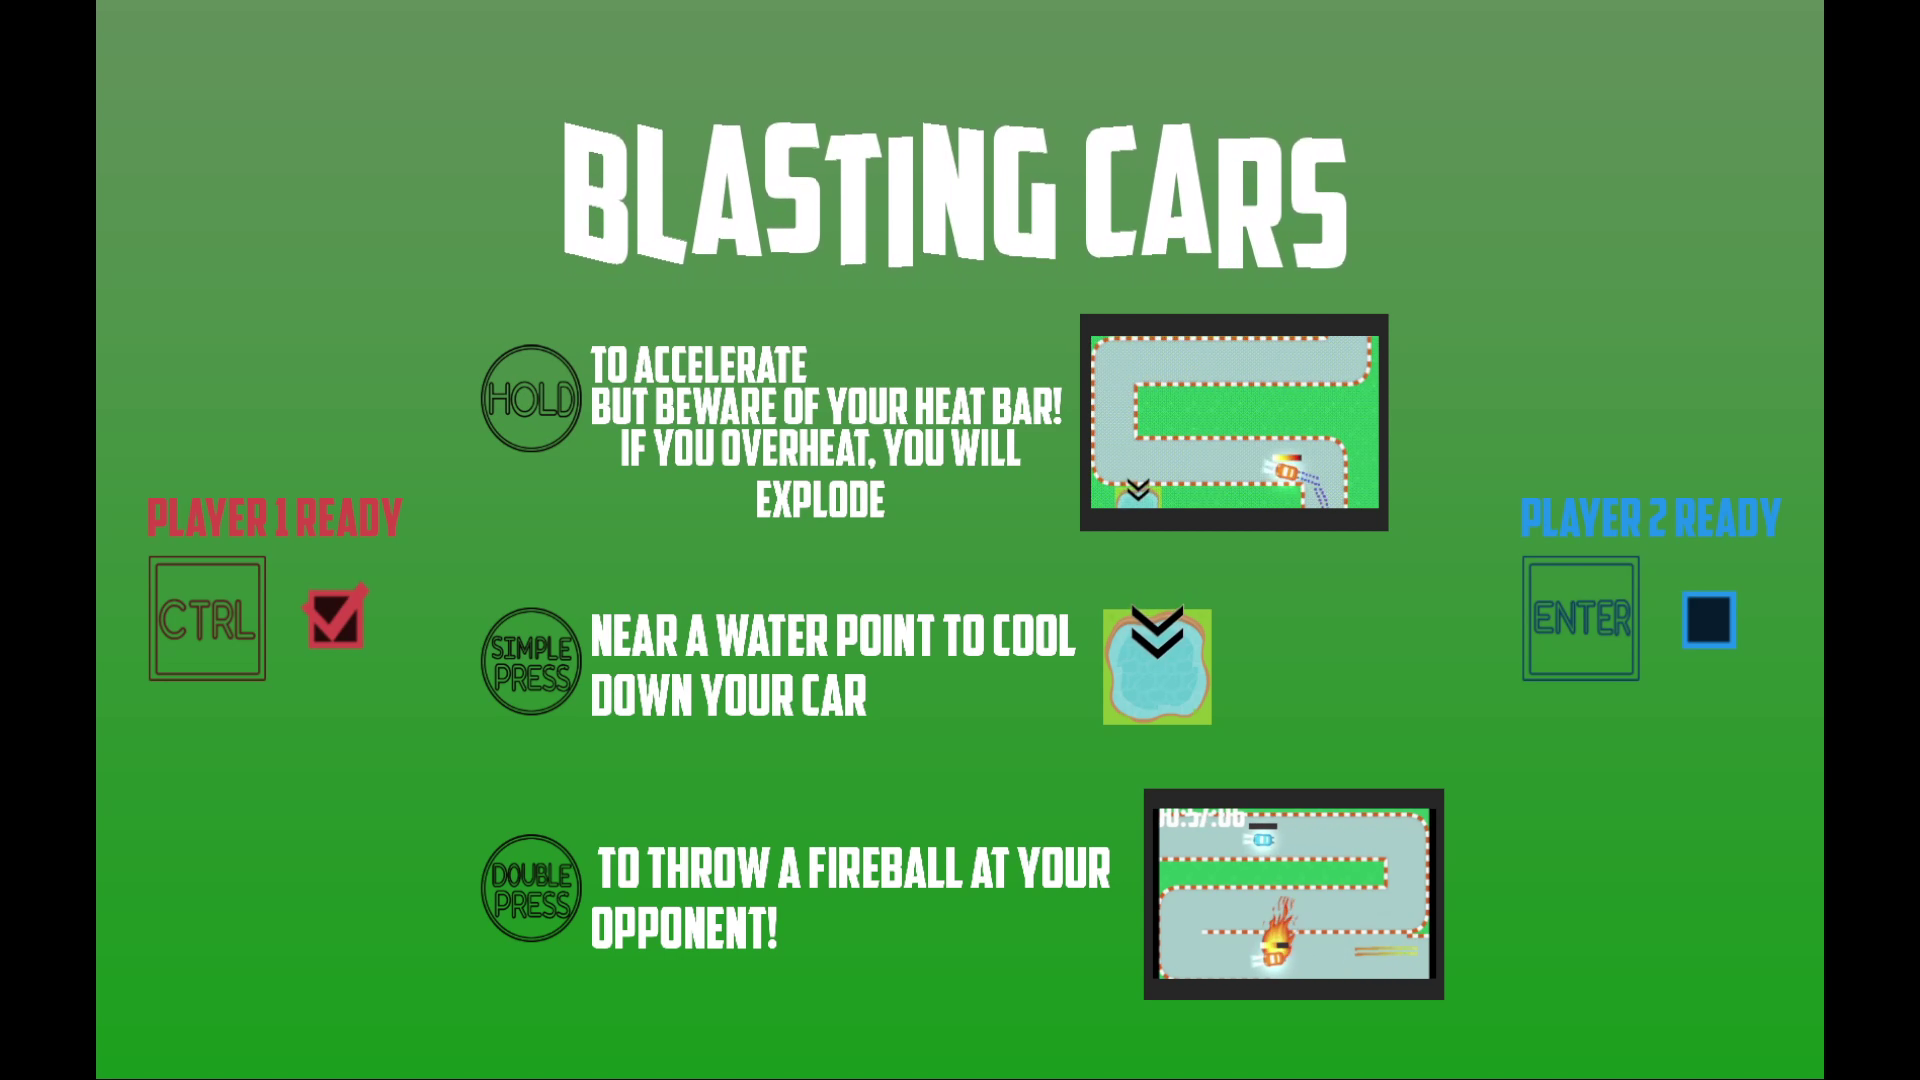 BLASTING CARS
HOLD
TO ACCELERATE
BUT BEWARE OF YOUR HEAT BAR!
IF YOU OVERHEAT, YOU WILL
EXPLODE
PLAYER 1 READY
CTRL
PLAYER 2 READY
ENTER
SIMPLE
PRESS
NEAR A WATER POINT TO COOL
DOWN YOUR CAR
DOUBLE
PRESS
TO THROW A FIREBALL AT YOUR
OPPONENT!